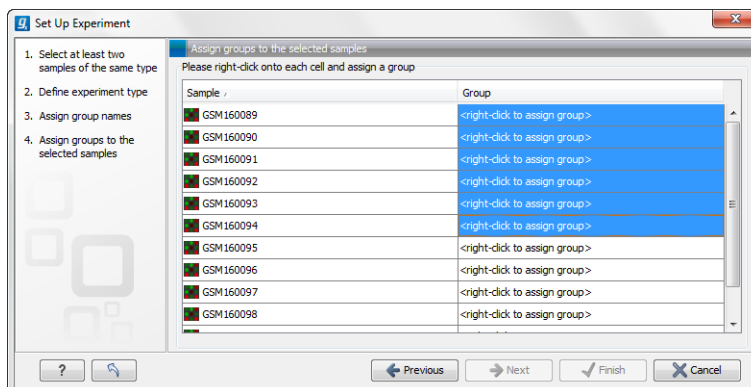 Set Up Experiment
1. Select at least two
samples of the same type
2. Define experiment type
3. Assign group names
4. Assign groups to the
selected samples
Assign groups to the selected samples
Please right-click onto each cell and assign a group
Sample Group
GSM160089 <right-click to assign group>
GSM160090 <right-click to assign group>
GSM160091 <right-click to assign group>
GSM160092 <right-click to assign group>
GSM160093 <right-click to assign group>
GSM160094 <right-click to assign group>
GSM160095 <right-click to assign group>
GSM160096 <right-click to assign group>
GSM160097 <right-click to assign group>
GSM160098 <right-click to assign group>
? Previous Next Finish Cancel